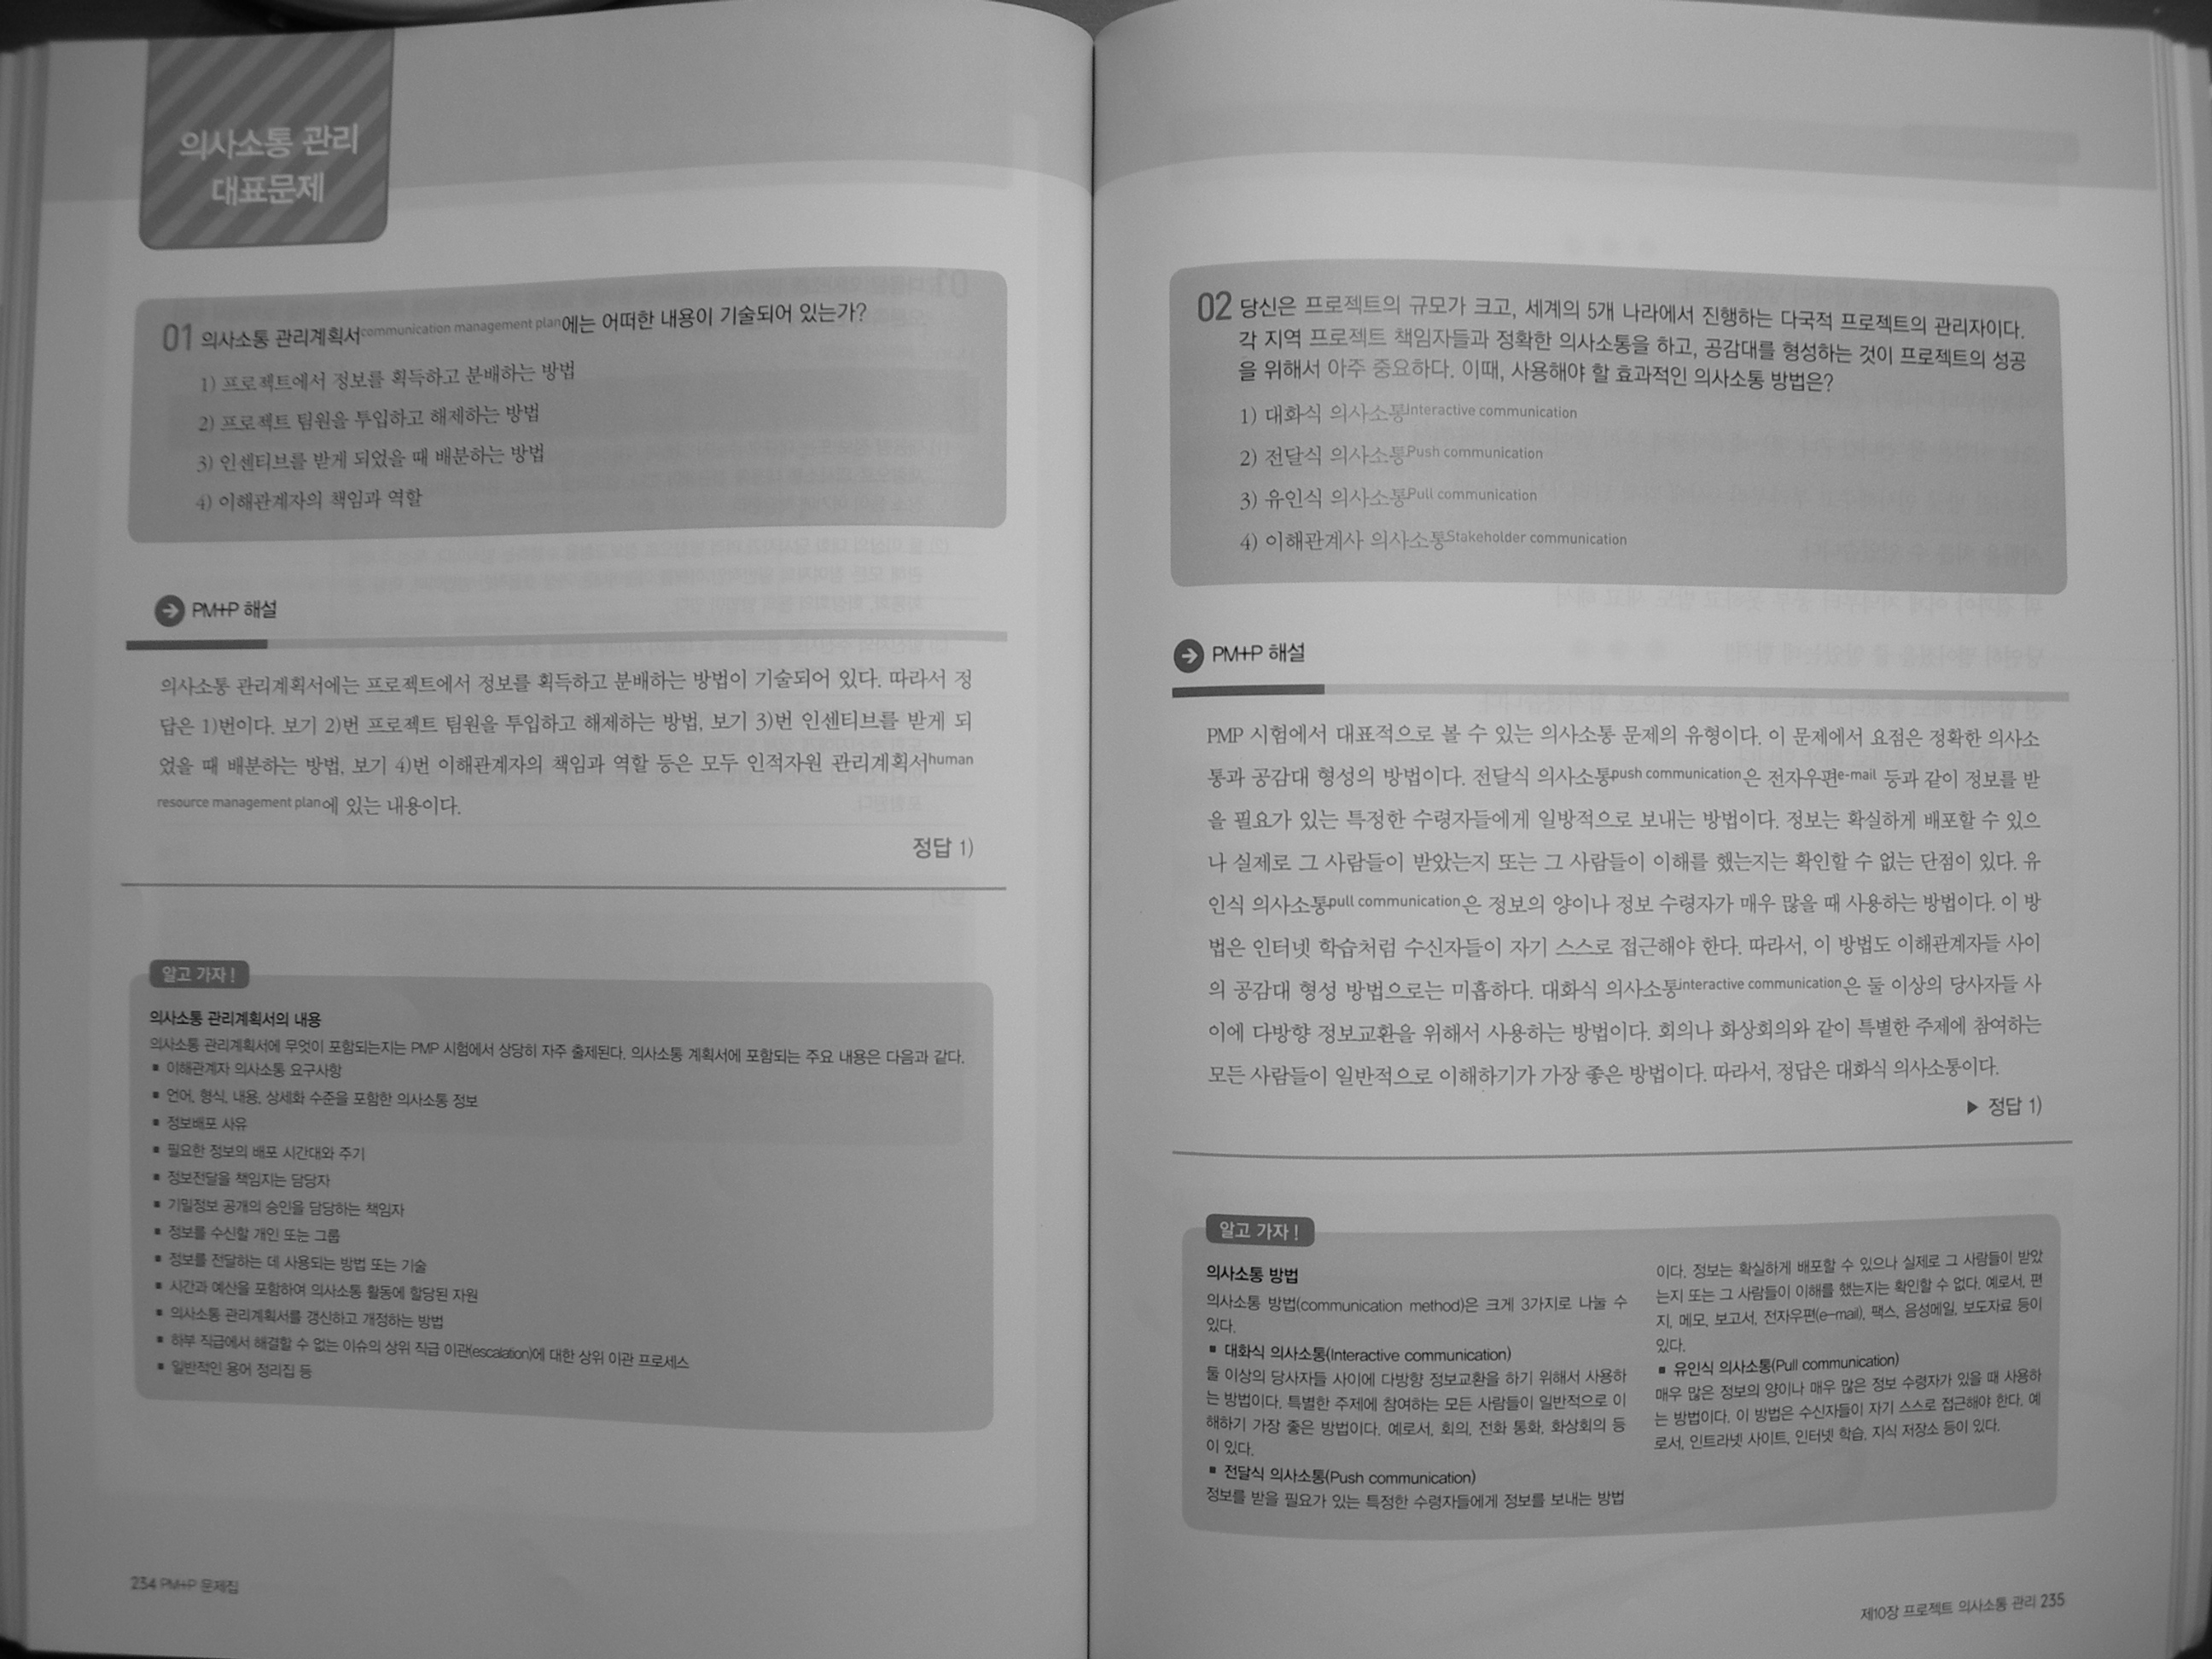 의사소통 관리
대표문제
01 의사소통 관리계획서communication management plan에는 어떠한 내용이 기술되어 있는가?
1) 프로젝트에서 정보를 획득하고 분배하는 방법
2) 프로젝트 팀원을 투입하고 해제하는 방법
3) 인센티브를 받게 되었을 때 배분하는 방법
4) 이해관계자의 책임과 역할
PM+P 해설
의사소통 관리계획서에는 프로젝트에서 정보를 획득하고 분배하는 방법이 기술되어 있다. 따라서 정
답은 1)번이다. 보기 2)번 프로젝트 팀원을 투입하고 해제하는 방법, 보기 3)번 인센티브를 받게 되
었을 때 배분하는 방법, 보기 4)번 이해관계자의 책임과 역할 등은 모두 인적자원 관리계획서human
resource management plan에 있는 내용이다.
정답 1)
알고 가자!
의사소통 관리계획서의 내용
의사소통 관리계획서에 무엇이 포함되는지는 PMP 시험에서 상당히 자주 출제된다. 의사소통 계획서에 포함되는 주요 내용은 다음과 같다.
▪ 이해관계자 의사소통 요구사항
▪ 언어, 형식, 내용, 상세화 수준을 포함한 의사소통 정보
▪ 정보배포 사유
▪ 필요한 정보의 배포 시간대와 주기
▪ 정보전달을 책임지는 담당자
▪ 기밀정보 공개의 승인을 담당하는 책임자
▪ 정보를 수신할 개인 또는 그룹
▪ 정보를 전달하는 데 사용되는 방법 또는 기술
▪ 시간과 예산을 포함하여 의사소통 활동에 할당된 자원
▪ 의사소통 관리계획서를 갱신하고 개정하는 방법
▪ 하부 직급에서 해결할 수 없는 이슈의 상위 직급 이관(escalation)에 대한 상위 이관 프로세스
▪ 일반적인 용어 정리집 등
234 PM+P 문제집
02 당신은 프로젝트의 규모가 크고, 세계의 5개 나라에서 진행하는 다국적 프로젝트의 관리자이다.
각 지역 프로젝트 책임자들과 정확한 의사소통을 하고, 공감대를 형성하는 것이 프로젝트의 성공
을 위해서 아주 중요하다. 이때, 사용해야 할 효과적인 의사소통 방법은?
1) 대화식 의사소통Interactive communication
2) 전달식 의사소통Push communication
3) 유인식 의사소통Pull communication
4) 이해관계사 의사소통Stakeholder communication
PM+P 해설
PMP 시험에서 대표적으로 볼 수 있는 의사소통 문제의 유형이다. 이 문제에서 요점은 정확한 의사소
통과 공감대 형성의 방법이다. 전달식 의사소통push communication은 전자우편e-mail 등과 같이 정보를 받
을 필요가 있는 특정한 수령자들에게 일방적으로 보내는 방법이다. 정보는 확실하게 배포할 수 있으
나 실제로 그 사람들이 받았는지 또는 그 사람들이 이해를 했는지는 확인할 수 없는 단점이 있다. 유
인식 의사소통pull communication은 정보의 양이나 정보 수령자가 매우 많을 때 사용하는 방법이다. 이 방
법은 인터넷 학습처럼 수신자들이 자기 스스로 접근해야 한다. 따라서, 이 방법도 이해관계자들 사이
의 공감대 형성 방법으로는 미흡하다. 대화식 의사소통interactive communication은 둘 이상의 당사자들 사
이에 다방향 정보교환을 위해서 사용하는 방법이다. 회의나 화상회의와 같이 특별한 주제에 참여하는
모든 사람들이 일반적으로 이해하기가 가장 좋은 방법이다. 따라서, 정답은 대화식 의사소통이다.
▶ 정답 1)
알고 가자!
의사소통 방법
의사소통 방법(communication method)은 크게 3가지로 나눌 수
있다.
▪ 대화식 의사소통(Interactive communication)
둘 이상의 당사자들 사이에 다방향 정보교환을 하기 위해서 사용하
는 방법이다. 특별한 주제에 참여하는 모든 사람들이 일반적으로 이
해하기 가장 좋은 방법이다. 예로서, 회의, 전화 통화, 화상회의 등
이 있다.
▪ 전달식 의사소통(Push communication)
정보를 받을 필요가 있는 특정한 수령자들에게 정보를 보내는 방법
이다. 정보는 확실하게 배포할 수 있으나 실제로 그 사람들이 받았
는지 또는 그 사람들이 이해를 했는지는 확인할 수 없다. 예로서, 편
지, 메모, 보고서, 전자우편(e-mail), 팩스, 음성메일, 보도자료 등이
있다.
▪ 유인식 의사소통(Pull communication)
매우 많은 정보의 양이나 매우 많은 정보 수령자가 있을 때 사용하
는 방법이다. 이 방법은 수신자들이 자기 스스로 접근해야 한다. 예
로서, 인트라넷 사이트, 인터넷 학습, 지식 저장소 등이 있다.
제10장 프로젝트 의사소통 관리 235